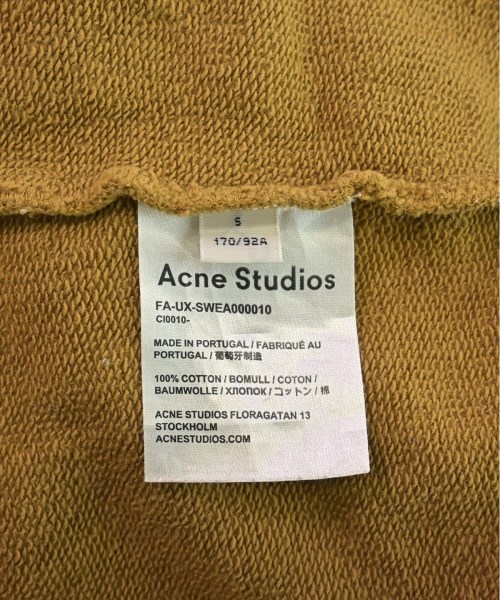 S
170/92A
Acne Studios
FA-UX-SWEA000010
CI0010-
MADE IN PORTUGAL / FABRIQUÉ AU
PORTUGAL / 葡萄牙制造
100% COTTON / BOMULL / COTON /
BAUMWOLLE / ХЛОПОК / コットン / 棉
ACNE STUDIOS FLORAGATAN 13
STOCKHOLM
ACNESTUDIOS.COM